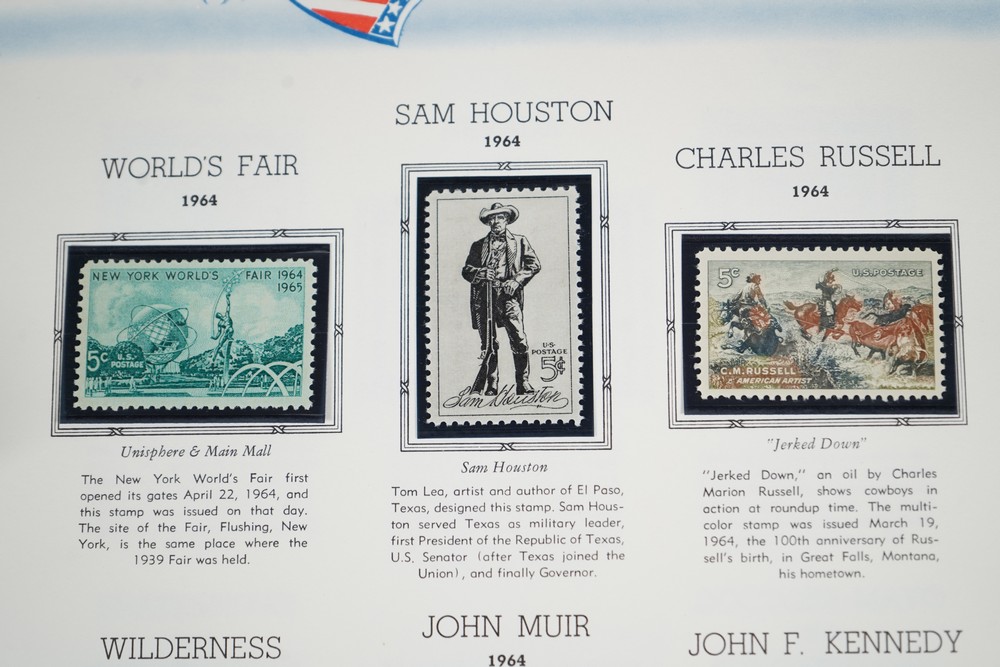 WORLD'S FAIR
1964
NEW YORK WORLD'S FAIR 1964
1965
5c U.S.
POSTAGE
Unisphere & Main Mall
The New York World's Fair first
opened its gates April 22, 1964, and
this stamp was issued on that day.
The site of the Fair, Flushing, New
York, is the same place where the
1939 Fair was held.
SAM HOUSTON
1964
U·S·
POSTAGE
5¢
Sam Houston
Sam Houston
Tom Lea, artist and author of El Paso,
Texas, designed this stamp. Sam Hous-
ton served Texas as military leader,
first President of the Republic of Texas,
U.S. Senator (after Texas joined the
Union), and finally Governor.
CHARLES RUSSELL
1964
5c U.S. POSTAGE
C.M. RUSSELL
AMERICAN ARTIST
"Jerked Down"
"Jerked Down," an oil by Charles
Marion Russell, shows cowboys in
action at roundup time. The multi-
color stamp was issued March 19,
1964, the 100th anniversary of Rus-
sell's birth, in Great Falls, Montana,
his hometown.
WILDERNESS
JOHN MUIR
1964
JOHN F. KENNEDY